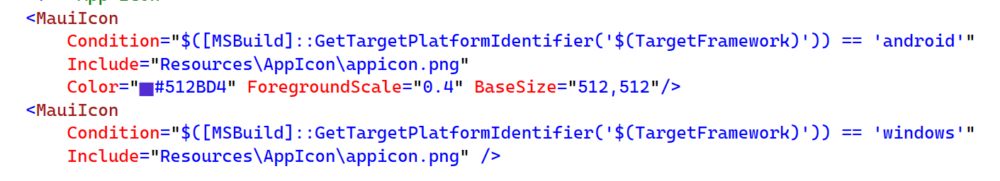 <MauiIcon
Condition="$([MSBuild]::GetTargetPlatformIdentifier('$(TargetFramework)')) == 'android'"
Include="Resources\AppIcon\appicon.png"
Color="#512BD4" ForegroundScale="0.4" BaseSize="512,512"/>
<MauiIcon
Condition="$([MSBuild]::GetTargetPlatformIdentifier('$(TargetFramework)')) == 'windows'"
Include="Resources\AppIcon\appicon.png" />